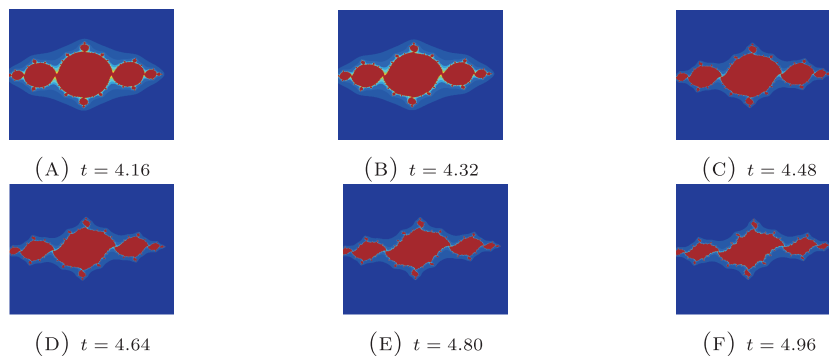 (A) t = 4.16
(B) t = 4.32
(C) t = 4.48
(D) t = 4.64
(E) t = 4.80
(F) t = 4.96